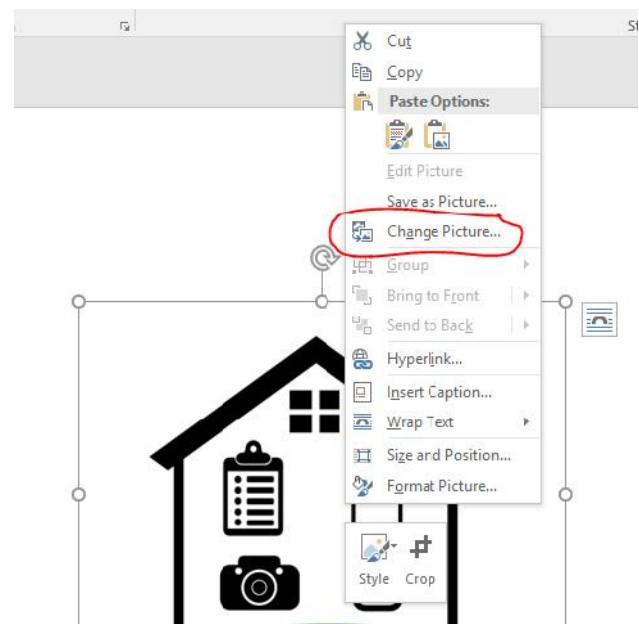 St
Cut
Copy
Paste Options:
Edit Picture
Save as Picture...
Change Picture...
Group
Bring to Front
Send to Back
Hyperlink...
Insert Caption...
Wrap Text
Size and Position...
Format Picture...
Style Crop